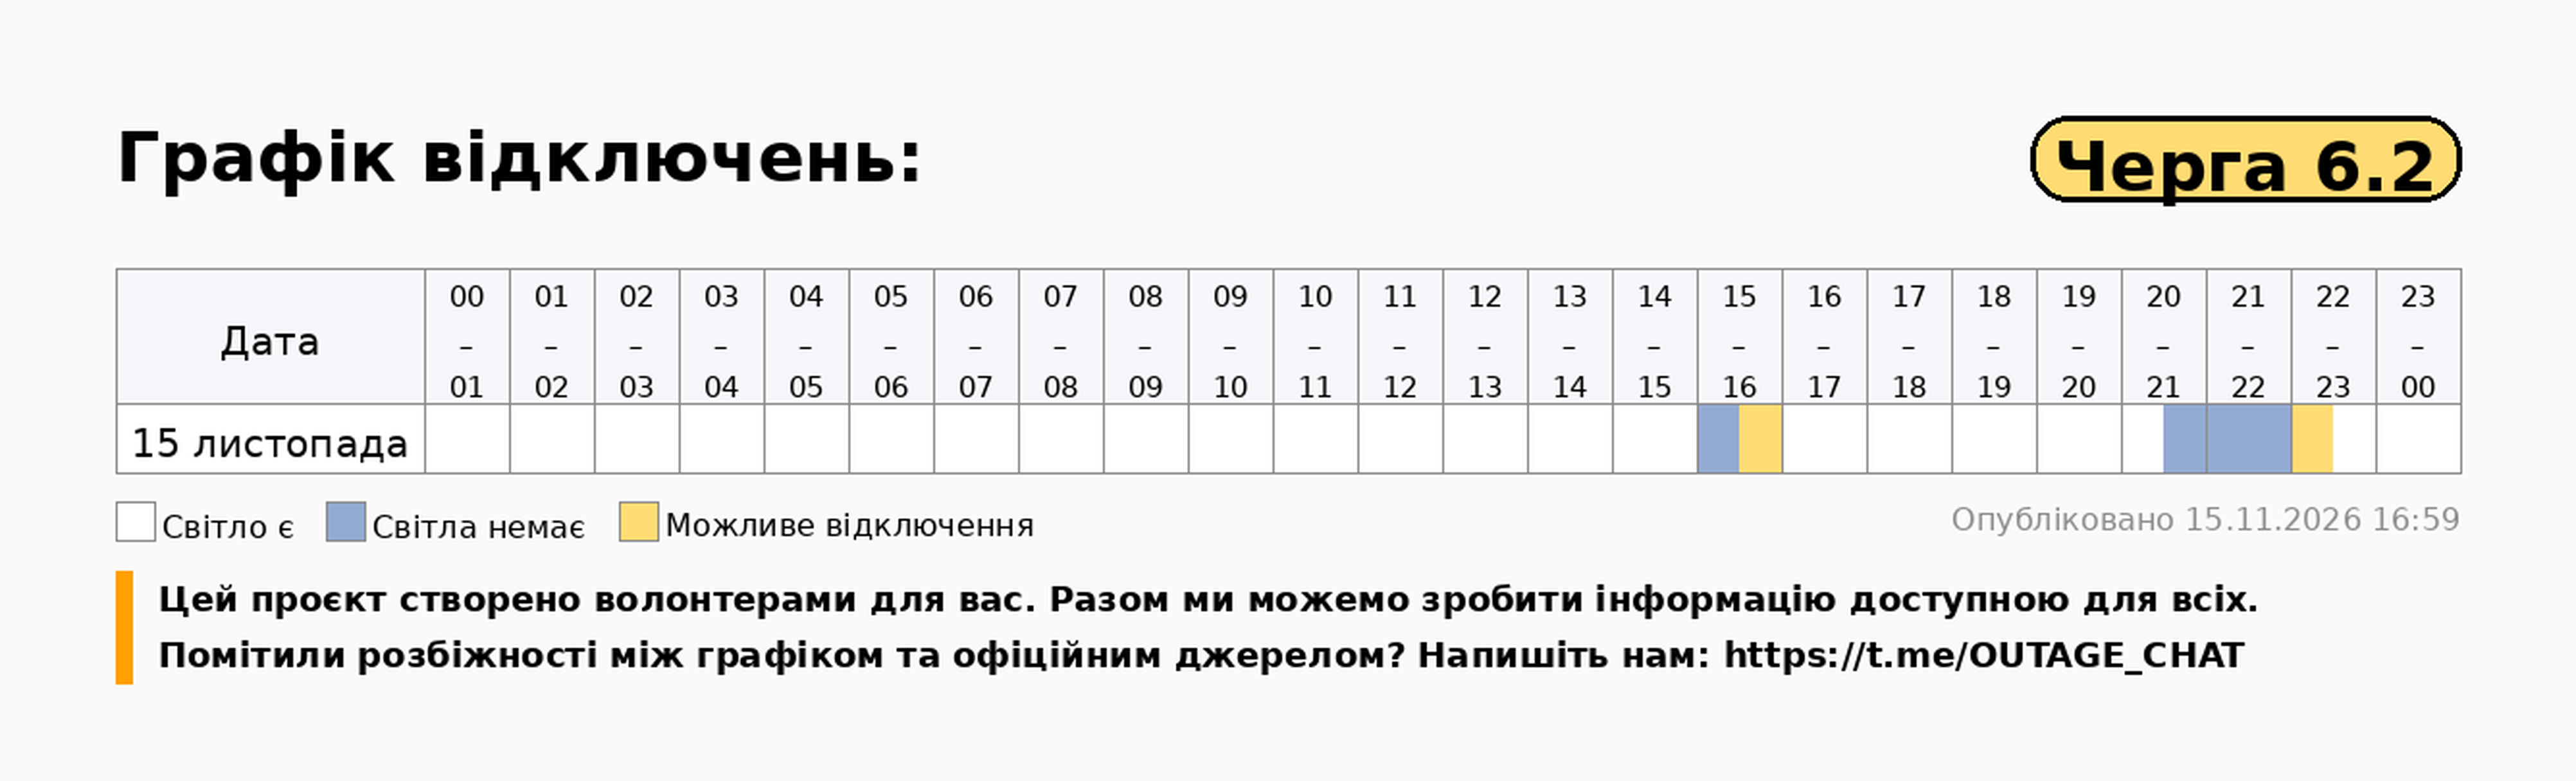 Графік відключень:
Черга 6.2
Дата
00 – 01
01 – 02
02 – 03
03 – 04
04 – 05
05 – 06
06 – 07
07 – 08
08 – 09
09 – 10
10 – 11
11 – 12
12 – 13
13 – 14
14 – 15
15 – 16
16 – 17
17 – 18
18 – 19
19 – 20
20 – 21
21 – 22
22 – 23
23 – 00
15 листопада
Світло є
Світла немає
Можливе відключення
Опубліковано 15.11.2026 16:59
Цей проєкт створено волонтерами для вас. Разом ми можемо зробити інформацію доступною для всіх.
Помітили розбіжності між графіком та офіційним джерелом? Напишіть нам: https://t.me/OUTAGE_CHAT